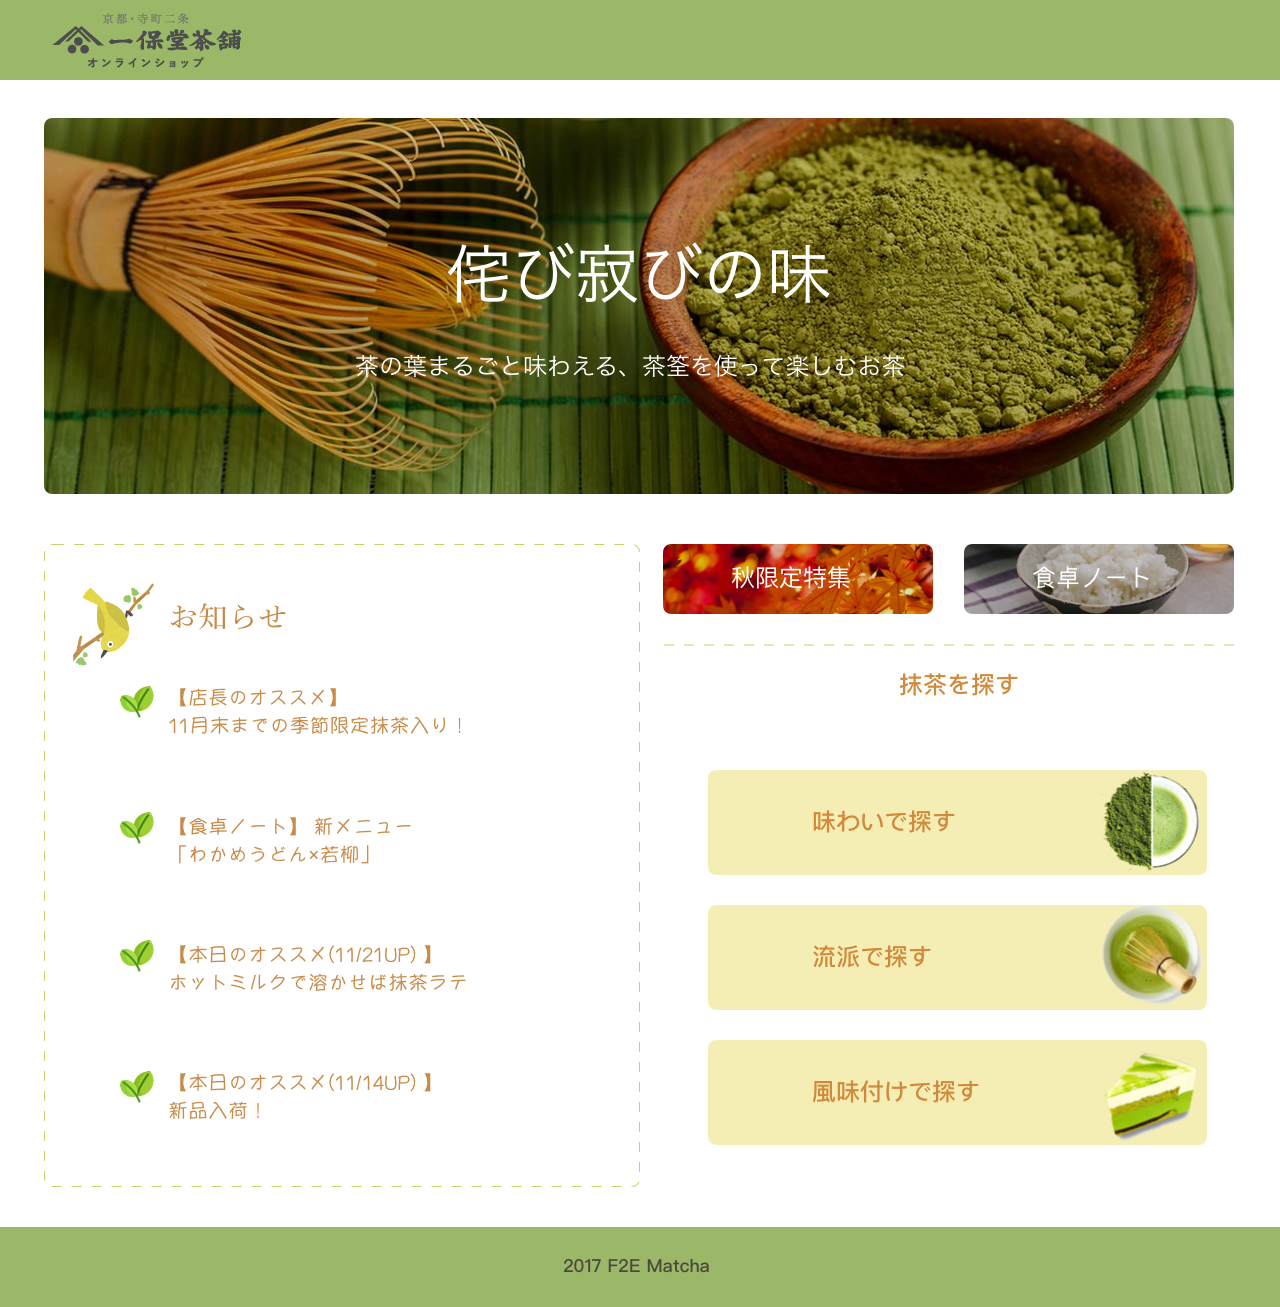 京都・寺町二条
一保堂茶舗
オンラインショップ
侘び寂びの味
茶の葉まるごと味わえる、茶筌を使って楽しむお茶
お知らせ
【店長のオススメ】
11月末までの季節限定抹茶入り！
【食卓ノート】 新メニュー
「わかめうどん×若柳」
【本日のオススメ(11/21UP) 】
ホットミルクで溶かせば抹茶ラテ
【本日のオススメ(11/14UP) 】
新品入荷！
秋限定特集
食卓ノート
抹茶を探す
味わいで探す
流派で探す
風味付けで探す
2017 F2E Matcha